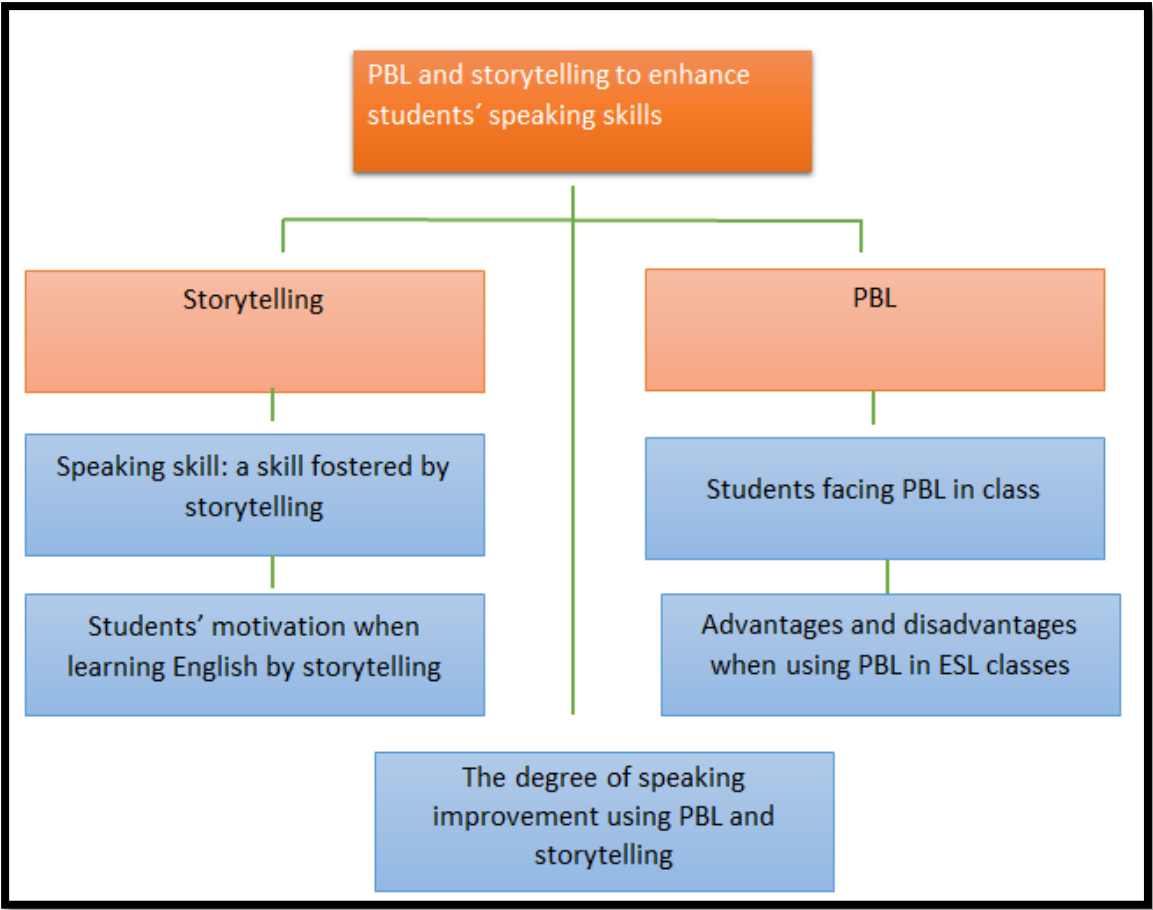 PBL and storytelling to enhance
students´ speaking skills
Storytelling
PBL
Speaking skill: a skill fostered by
storytelling
Students facing PBL in class
Students’ motivation when
learning English by storytelling
Advantages and disadvantages
when using PBL in ESL classes
The degree of speaking
improvement using PBL and
storytelling